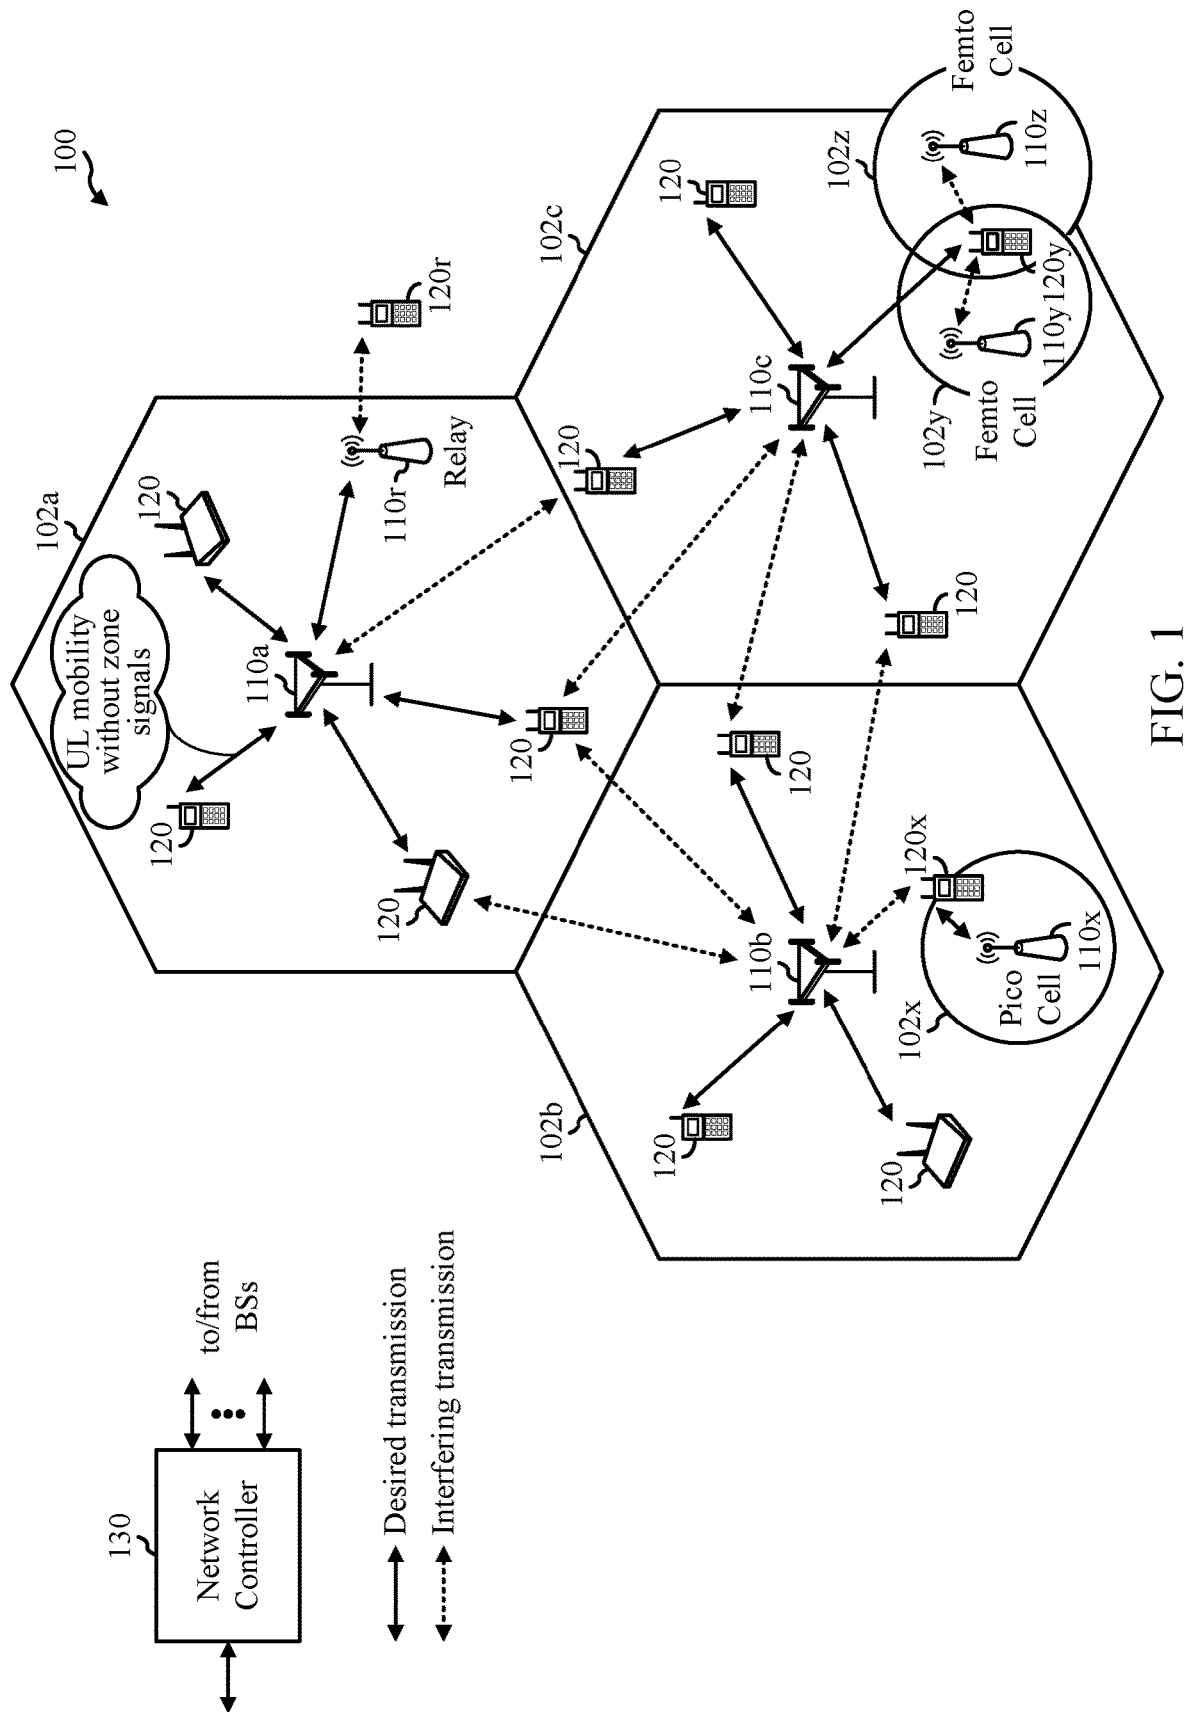 100
130
Network
Controller
to/from
BSs
Desired transmission
Interfering transmission
102a
UL mobility
without zone
signals
120
120
110a
120
120
110r
Relay
120r
102b
120
120
110b
120
102x
Pico
Cell
110x
120x
102c
120
120
110c
120
102y
Femto
Cell
110y
120y
102z
110z
Femto
Cell
FIG. 1